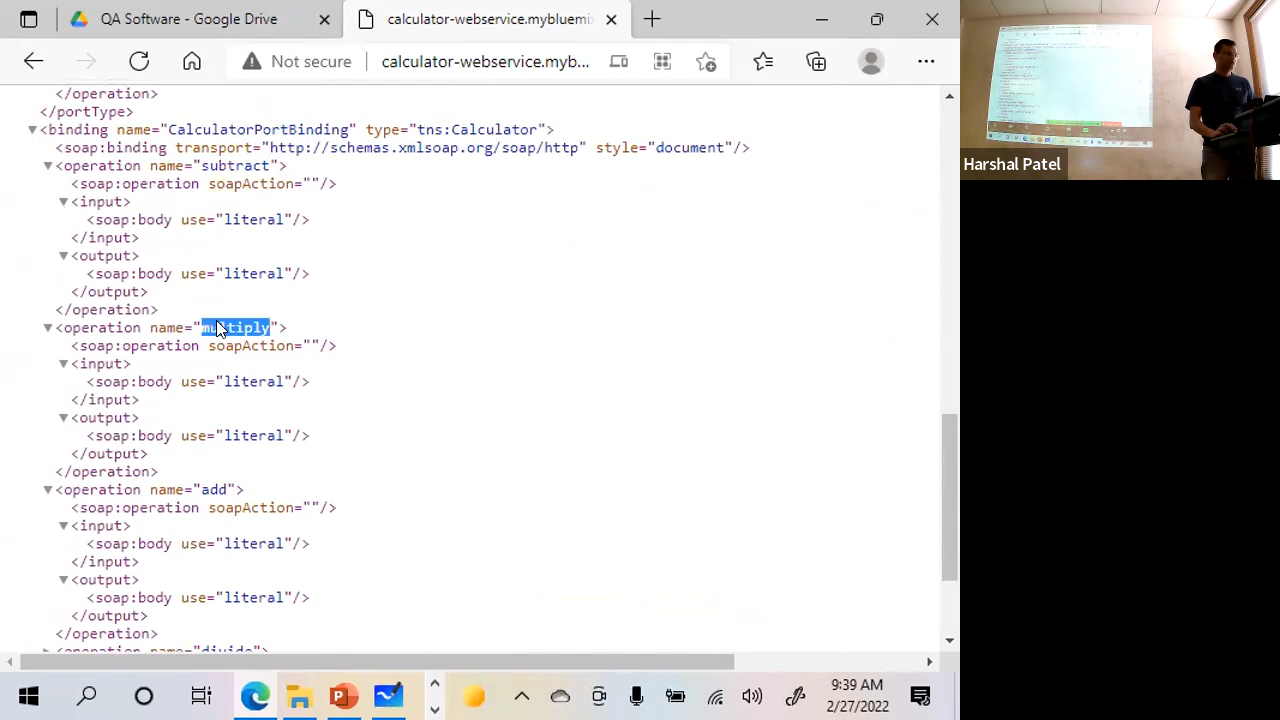 QA Software - Google Drive
calculator-webservice.mybluemix
Not
calculator-webservice.myb...
</operation>
</portType>
<binding name="CalculatorPortBinding" type="tns:Calculator">
<soap:binding transport="http://schemas.xmlsoap.org/soap/http" style="document"/>
<operation name="subtract">
<soap:operation soapAction=""/>
<input>
<soap:body use="literal"/>
</input>
<output>
<soap:body use="literal"/>
</output>
</operation>
<operation name="multiply">
<soap:operation soapAction=""/>
<input>
<soap:body use="literal"/>
</input>
<output>
<soap:body use="literal"/>
</output>
</operation>
<operation name="add">
<soap:operation soapAction=""/>
<input>
<soap:body use="literal"/>
</input>
<output>
<soap:body use="literal"/>
</output>
</operation>
<operation name="divide">
9:39 AM
2/27/2022
Harshal Patel